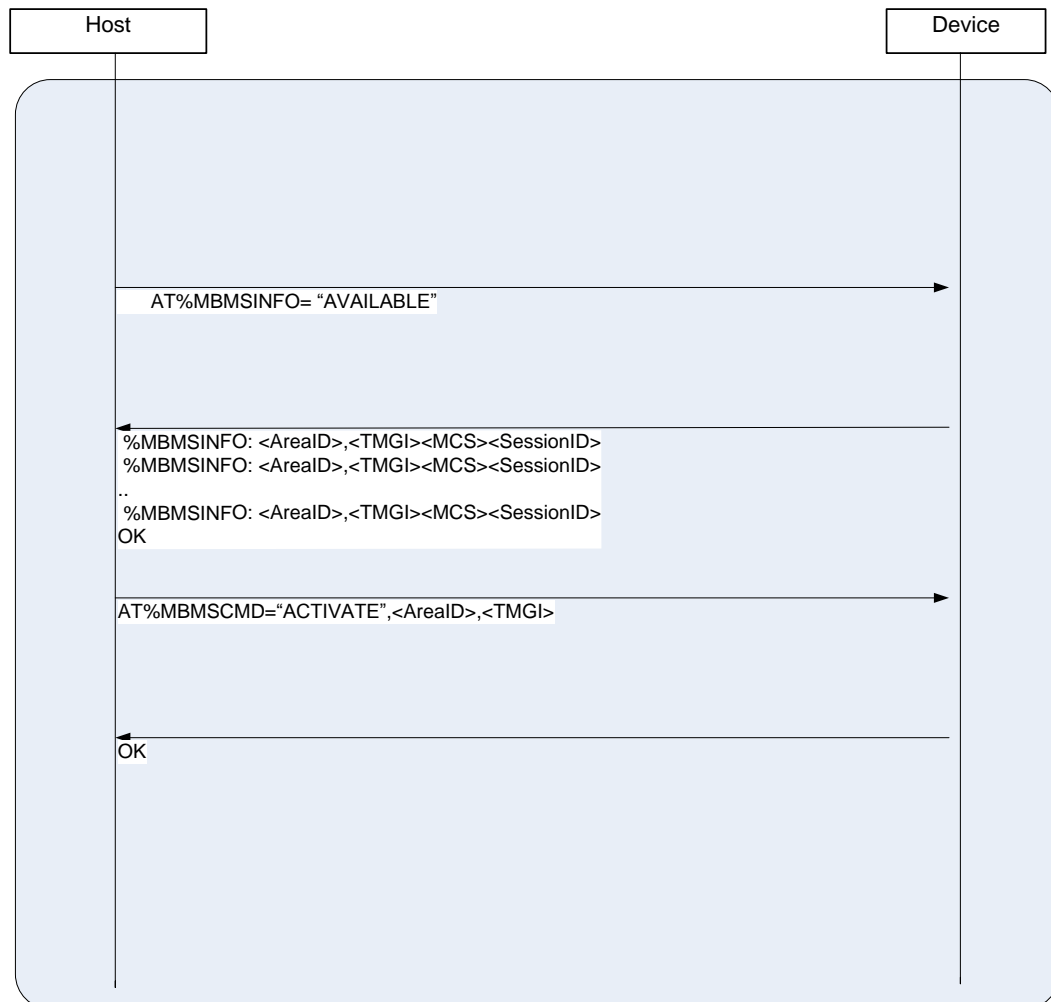 Host
Device
AT%MBMSINFO= “AVAILABLE”
%MBMSINFO: <AreaID>,<TMGI><MCS><SessionID>
%MBMSINFO: <AreaID>,<TMGI><MCS><SessionID>
..
%MBMSINFO: <AreaID>,<TMGI><MCS><SessionID>
OK
AT%MBMSCMD=“ACTIVATE”,<AreaID>,<TMGI>
OK